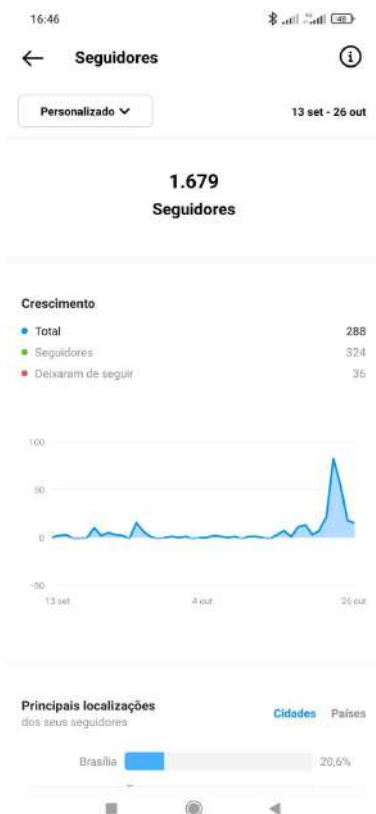 16:46
48
Seguidores
Personalizado
13 set - 26 out
1.679
Seguidores
Crescimento
Total 288
Seguidores 324
Deixaram de seguir 36
100
50
0
-50
13 set 4 out 26 out
Principais localizações
dos seus seguidores
Cidades Países
Brasília 20,6%